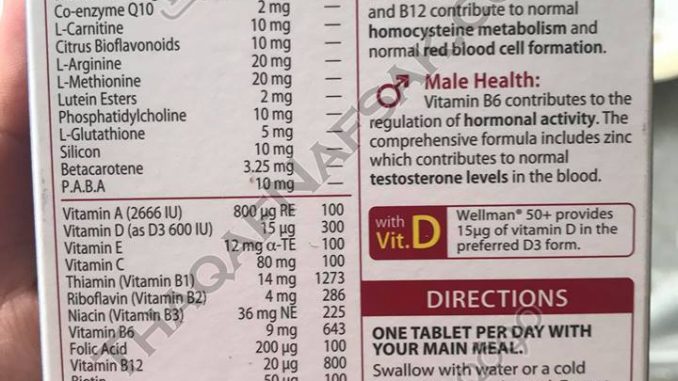 Co-enzyme Q10 2 mg —
L-Carnitine 10 mg —
Citrus Bioflavonoids 10 mg —
L-Arginine 20 mg —
L-Methionine 20 mg —
Lutein Esters 2 mg —
Phosphatidylcholine 10 mg —
L-Glutathione 5 mg —
Silicon 10 mg —
Betacarotene 3.25 mg —
P.A.B.A 10 mg —
Vitamin A (2666 IU) 800 µg RE 100
Vitamin D (as D3 600 IU) 15 µg 300
Vitamin E 12 mg α-TE 100
Vitamin C 80 mg 100
Thiamin (Vitamin B1) 14 mg 1273
Riboflavin (Vitamin B2) 4 mg 286
Niacin (Vitamin B3) 36 mg NE 225
Vitamin B6 9 mg 643
Folic Acid 200 µg 100
Vitamin B12 20 µg 800
Biotin 50 µg 100
and B12 contribute to normal
homocysteine metabolism and
normal red blood cell formation.
Male Health:
Vitamin B6 contributes to the
regulation of hormonal activity. The
comprehensive formula includes zinc
which contributes to normal
testosterone levels in the blood.
with
Vit.D
Wellman® 50+ provides
15µg of vitamin D in the
preferred D3 form.
DIRECTIONS
ONE TABLET PER DAY WITH
YOUR MAIN MEAL.
Swallow with water or a cold